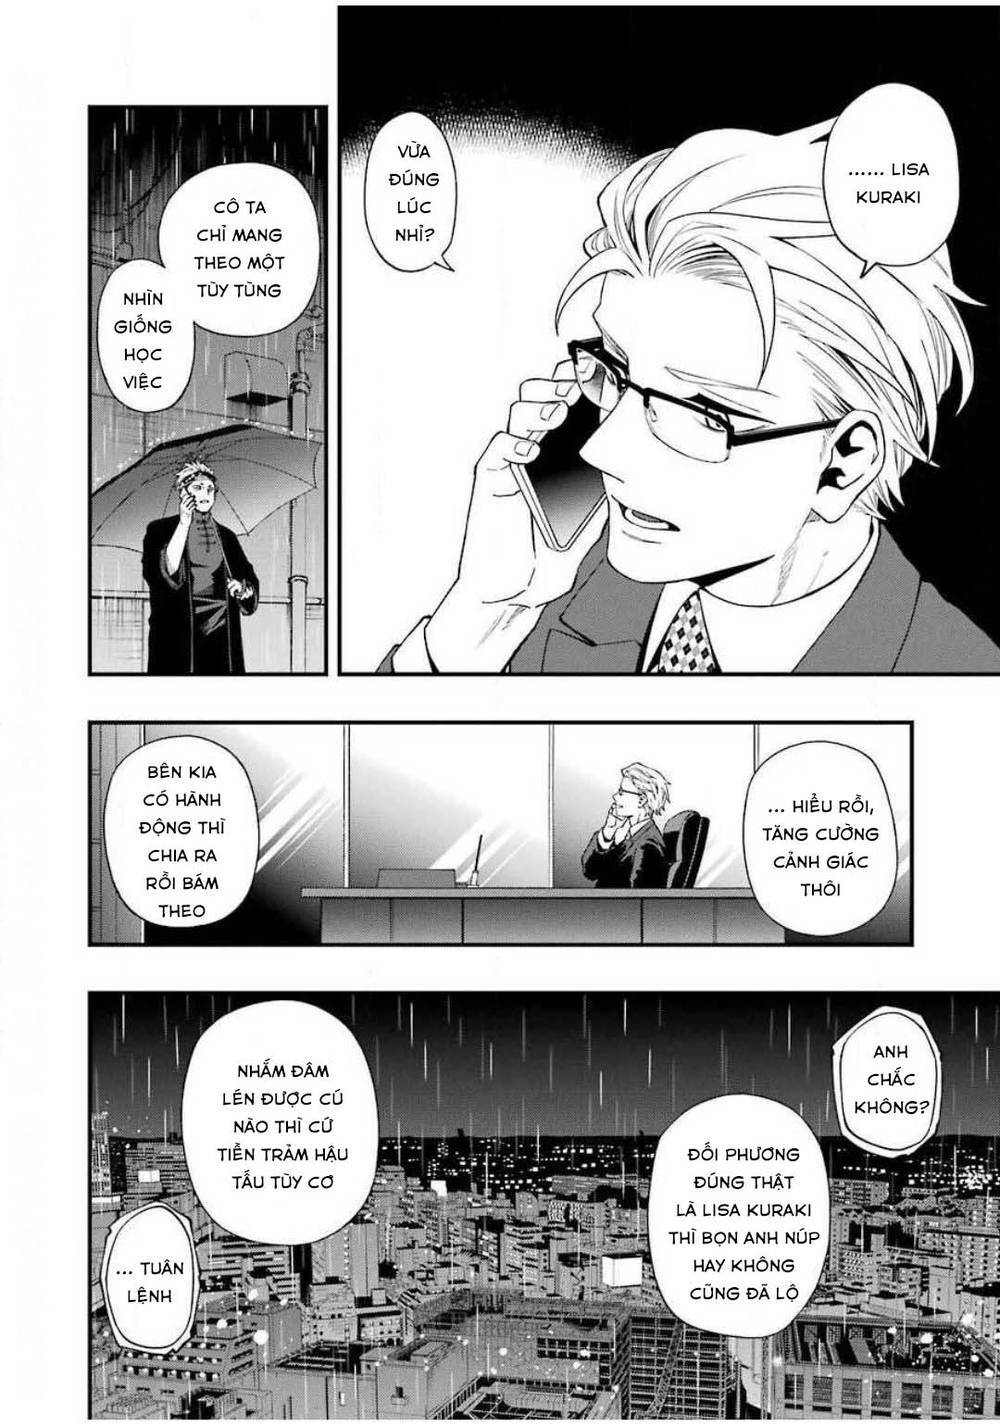 ...... LISA
KURAKI
VỪA
ĐÚNG
LÚC
NHỈ?
CÔ TA
CHỈ MANG
THEO MỘT
TÙY TÙNG
NHÌN
GIỐNG
HỌC
VIỆC
... HIỂU RỒI,
TĂNG CƯỜNG
CẢNH GIÁC
THÔI
BÊN KIA
CÓ HÀNH
ĐỘNG THÌ
CHIA RA
RỒI BÁM
THEO
ANH
CHẮC
KHÔNG?
ĐỐI PHƯƠNG
ĐÚNG THẬT
LÀ LISA KURAKI
THÌ BỌN ANH NÚP
HAY KHÔNG
CŨNG ĐÃ LỘ
NHẮM ĐÂM
LÉN ĐƯỢC CÚ
NÀO THÌ CỨ
TIỀN TRẢM HẬU
TẤU TÙY CƠ
... TUÂN
LỆNH